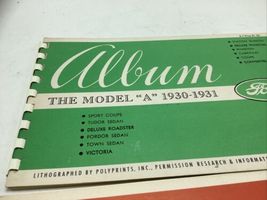 Album
THE MODEL "A" 1930-1931
Ford
• SPORT COUPE
• TUDOR SEDAN
• DELUXE ROADSTER
• FORDOR SEDAN
• TOWN SEDAN
• VICTORIA
LITHOGRAPHED BY POLYPRINTS, INC., PERMISSION RESEARCH & INFORMAT